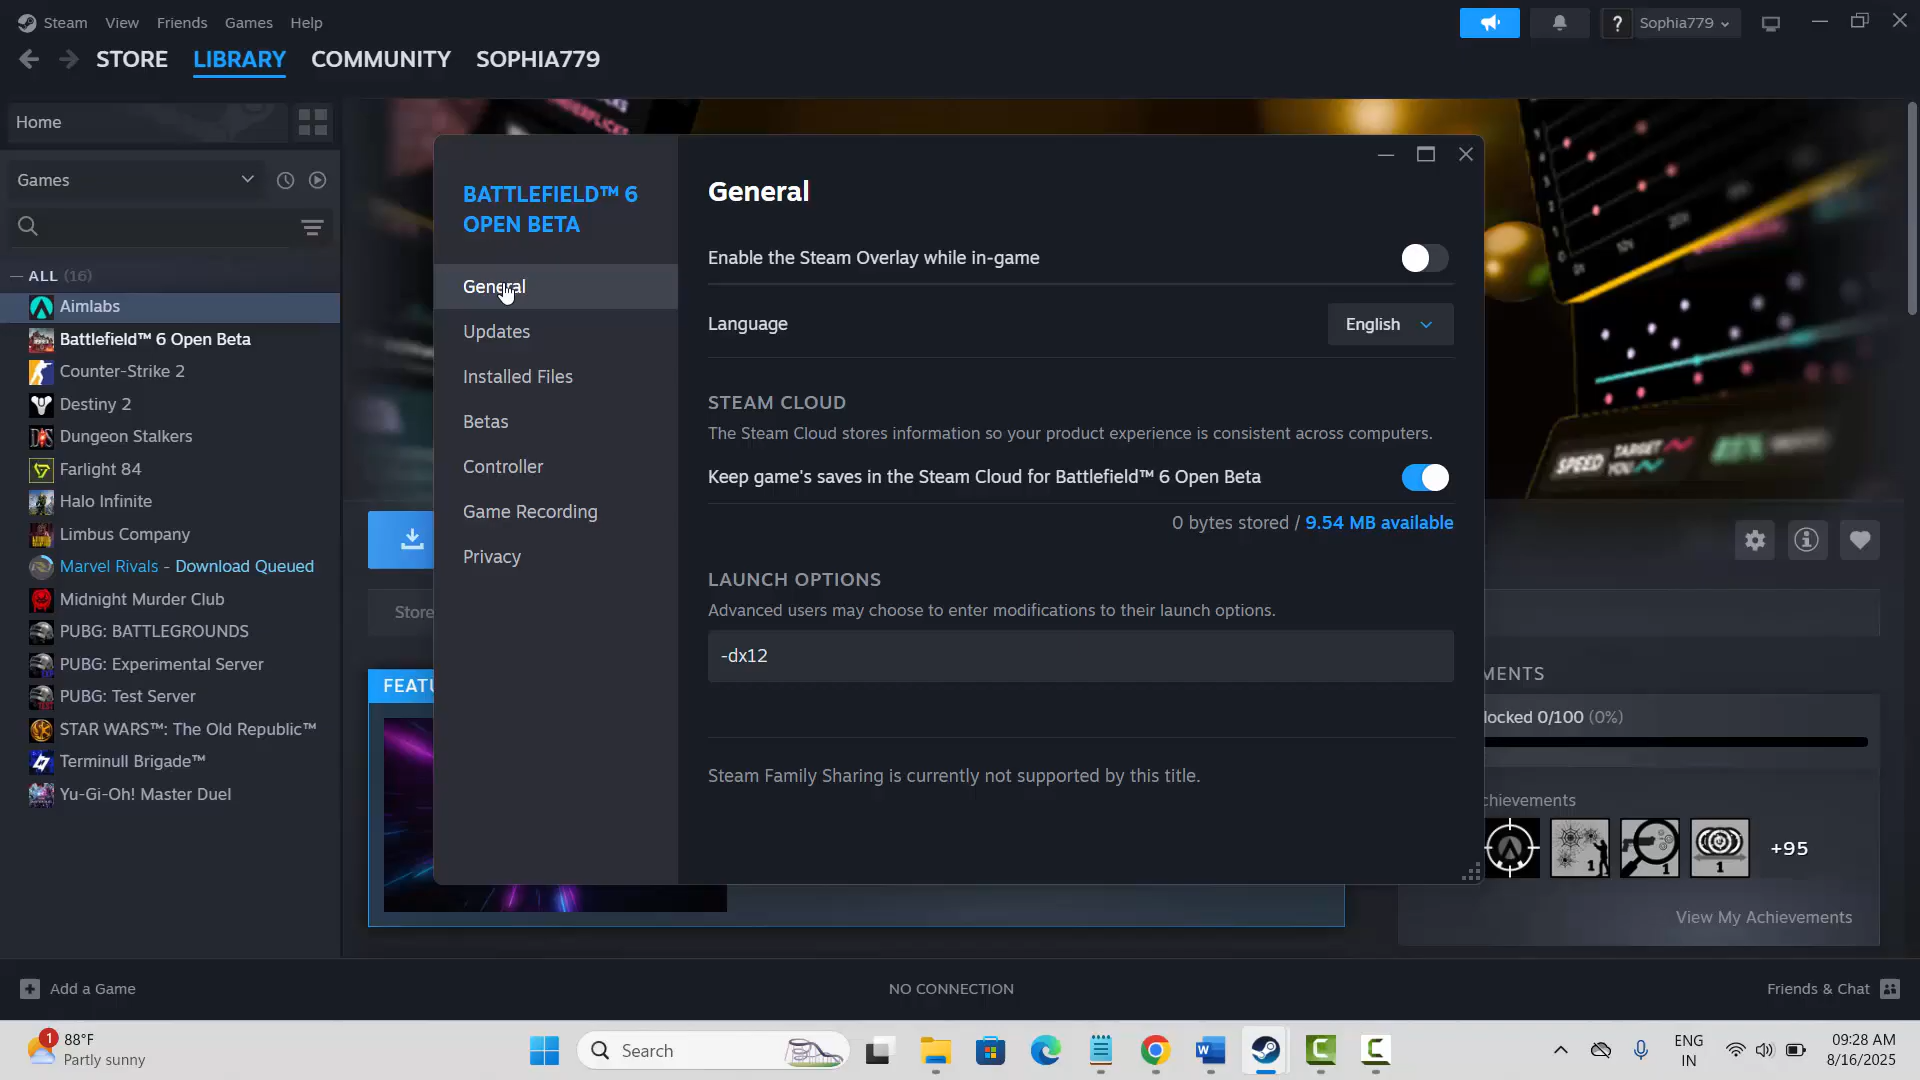 Steam View Friends Games Help
? Sophia779
STORE LIBRARY COMMUNITY SOPHIA779
Home
Games
— ALL (16)
Aimlabs
Battlefield™ 6 Open Beta
Counter-Strike 2
Destiny 2
Dungeon Stalkers
Farlight 84
Halo Infinite
Limbus Company
Marvel Rivals - Download Queued
Midnight Murder Club
PUBG: BATTLEGROUNDS
PUBG: Experimental Server
PUBG: Test Server
STAR WARS™: The Old Republic™
Terminull Brigade™
Yu-Gi-Oh! Master Duel
BATTLEFIELD™ 6
OPEN BETA
General
Updates
Installed Files
Betas
Controller
Game Recording
Privacy
General
Enable the Steam Overlay while in-game
Language
English
STEAM CLOUD
The Steam Cloud stores information so your product experience is consistent across computers.
Keep game's saves in the Steam Cloud for Battlefield™ 6 Open Beta
0 bytes stored / 9.54 MB available
LAUNCH OPTIONS
Advanced users may choose to enter modifications to their launch options.
-dx12
Steam Family Sharing is currently not supported by this title.
SPEED TARGET
YOU
Store
FEATU
MENTS
locked 0/100 (0%)
chievements
1 1 1
+95
View My Achievements
Add a Game
NO CONNECTION
Friends & Chat
1
88°F
Partly sunny
Search
ENG
IN
09:28 AM
8/16/2025